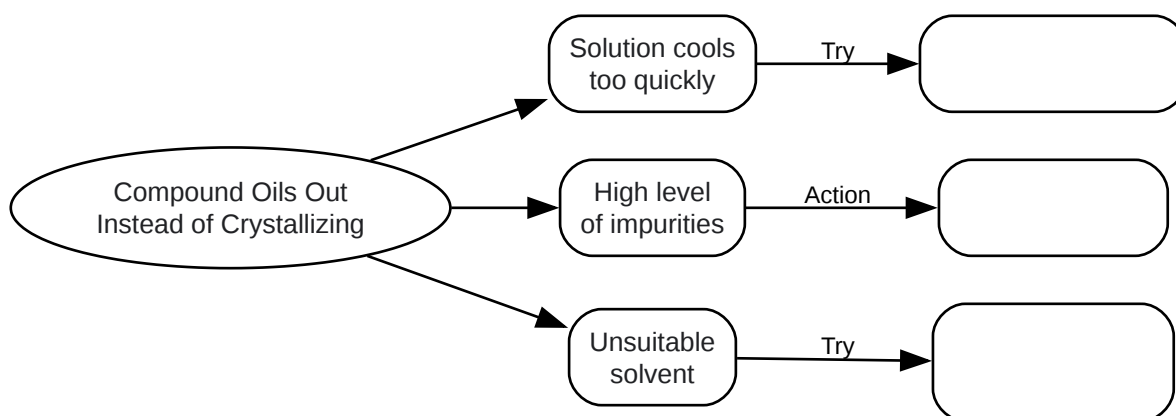 Solution cools
too quickly
Try
Compound Oils Out
Instead of Crystallizing
High level
of impurities
Action
Unsuitable
solvent
Try